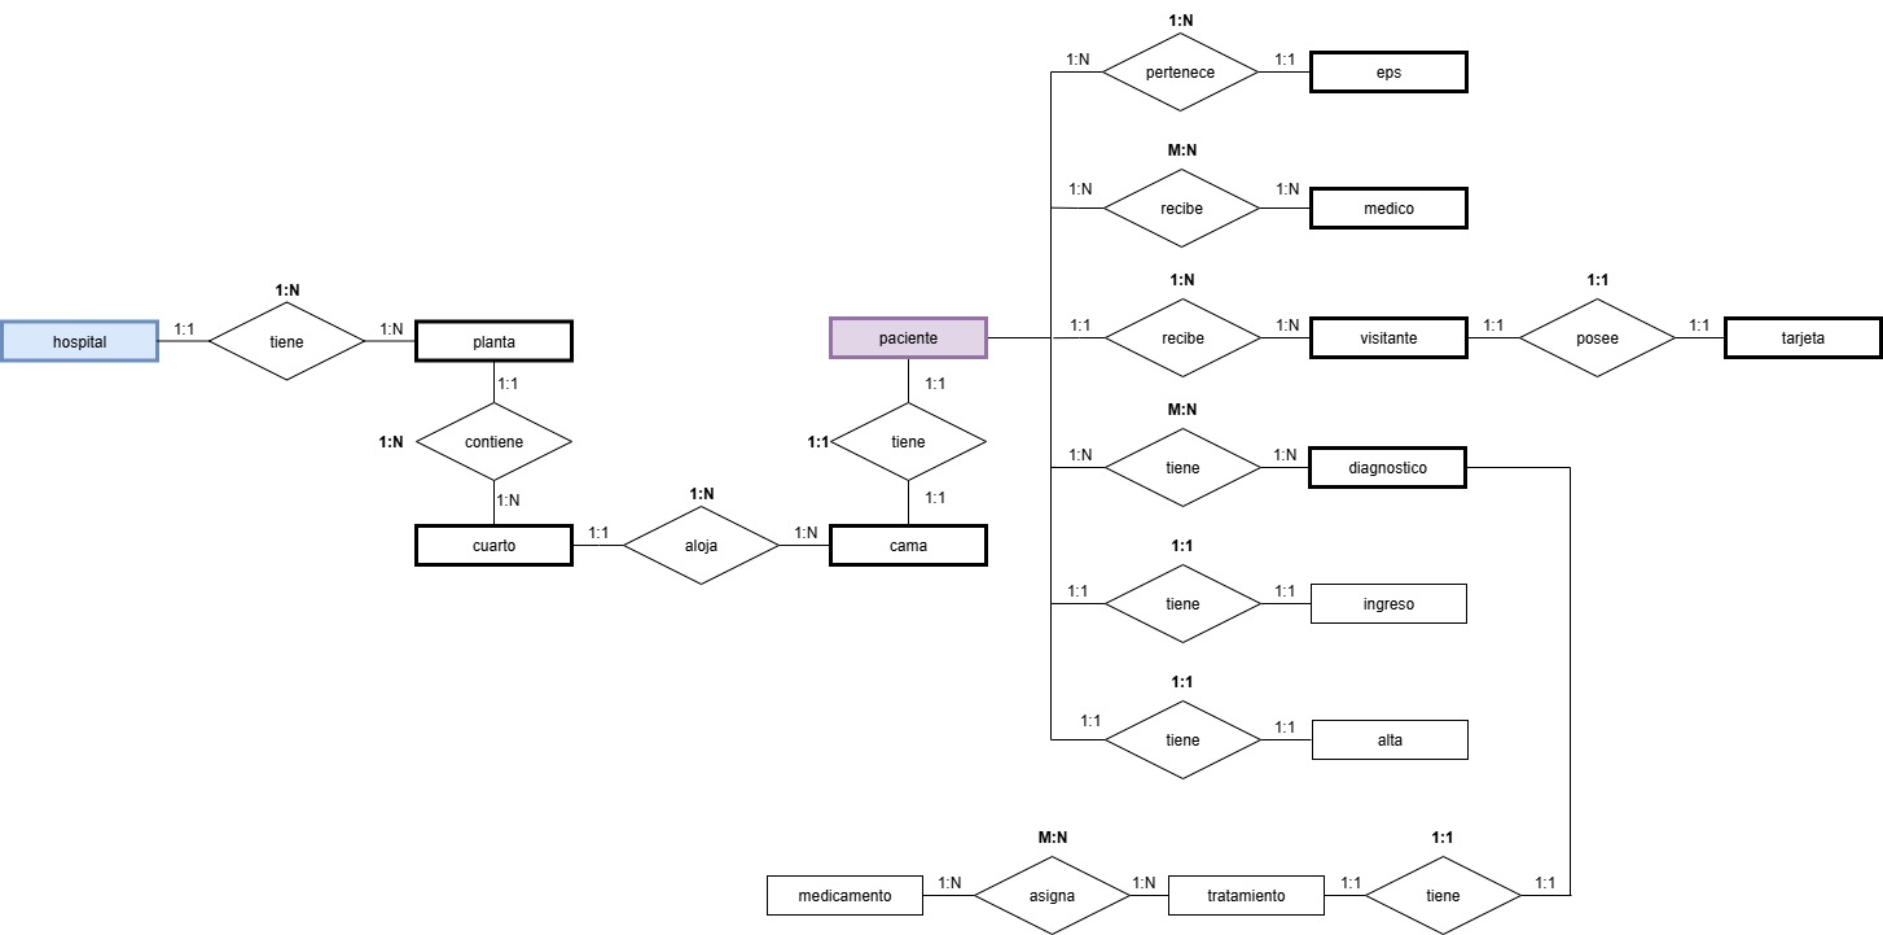 1:N
1:N
pertenece
1:1
eps
M:N
1:N
recibe
1:N
medico
1:N
1:1
hospital
1:1
tiene
1:N
planta
paciente
1:1
recibe
1:N
visitante
1:1
posee
1:1
tarjeta
1:N
1:1
1:1
M:N
1:N
contiene
1:1
tiene
1:N
tiene
1:N
diagnostico
1:N
1:N
1:1
cuarto
1:1
aloja
1:N
cama
1:1
1:1
tiene
1:1
ingreso
1:1
1:1
tiene
1:1
alta
M:N
1:1
medicamento
1:N
asigna
1:N
tratamiento
1:1
tiene
1:1